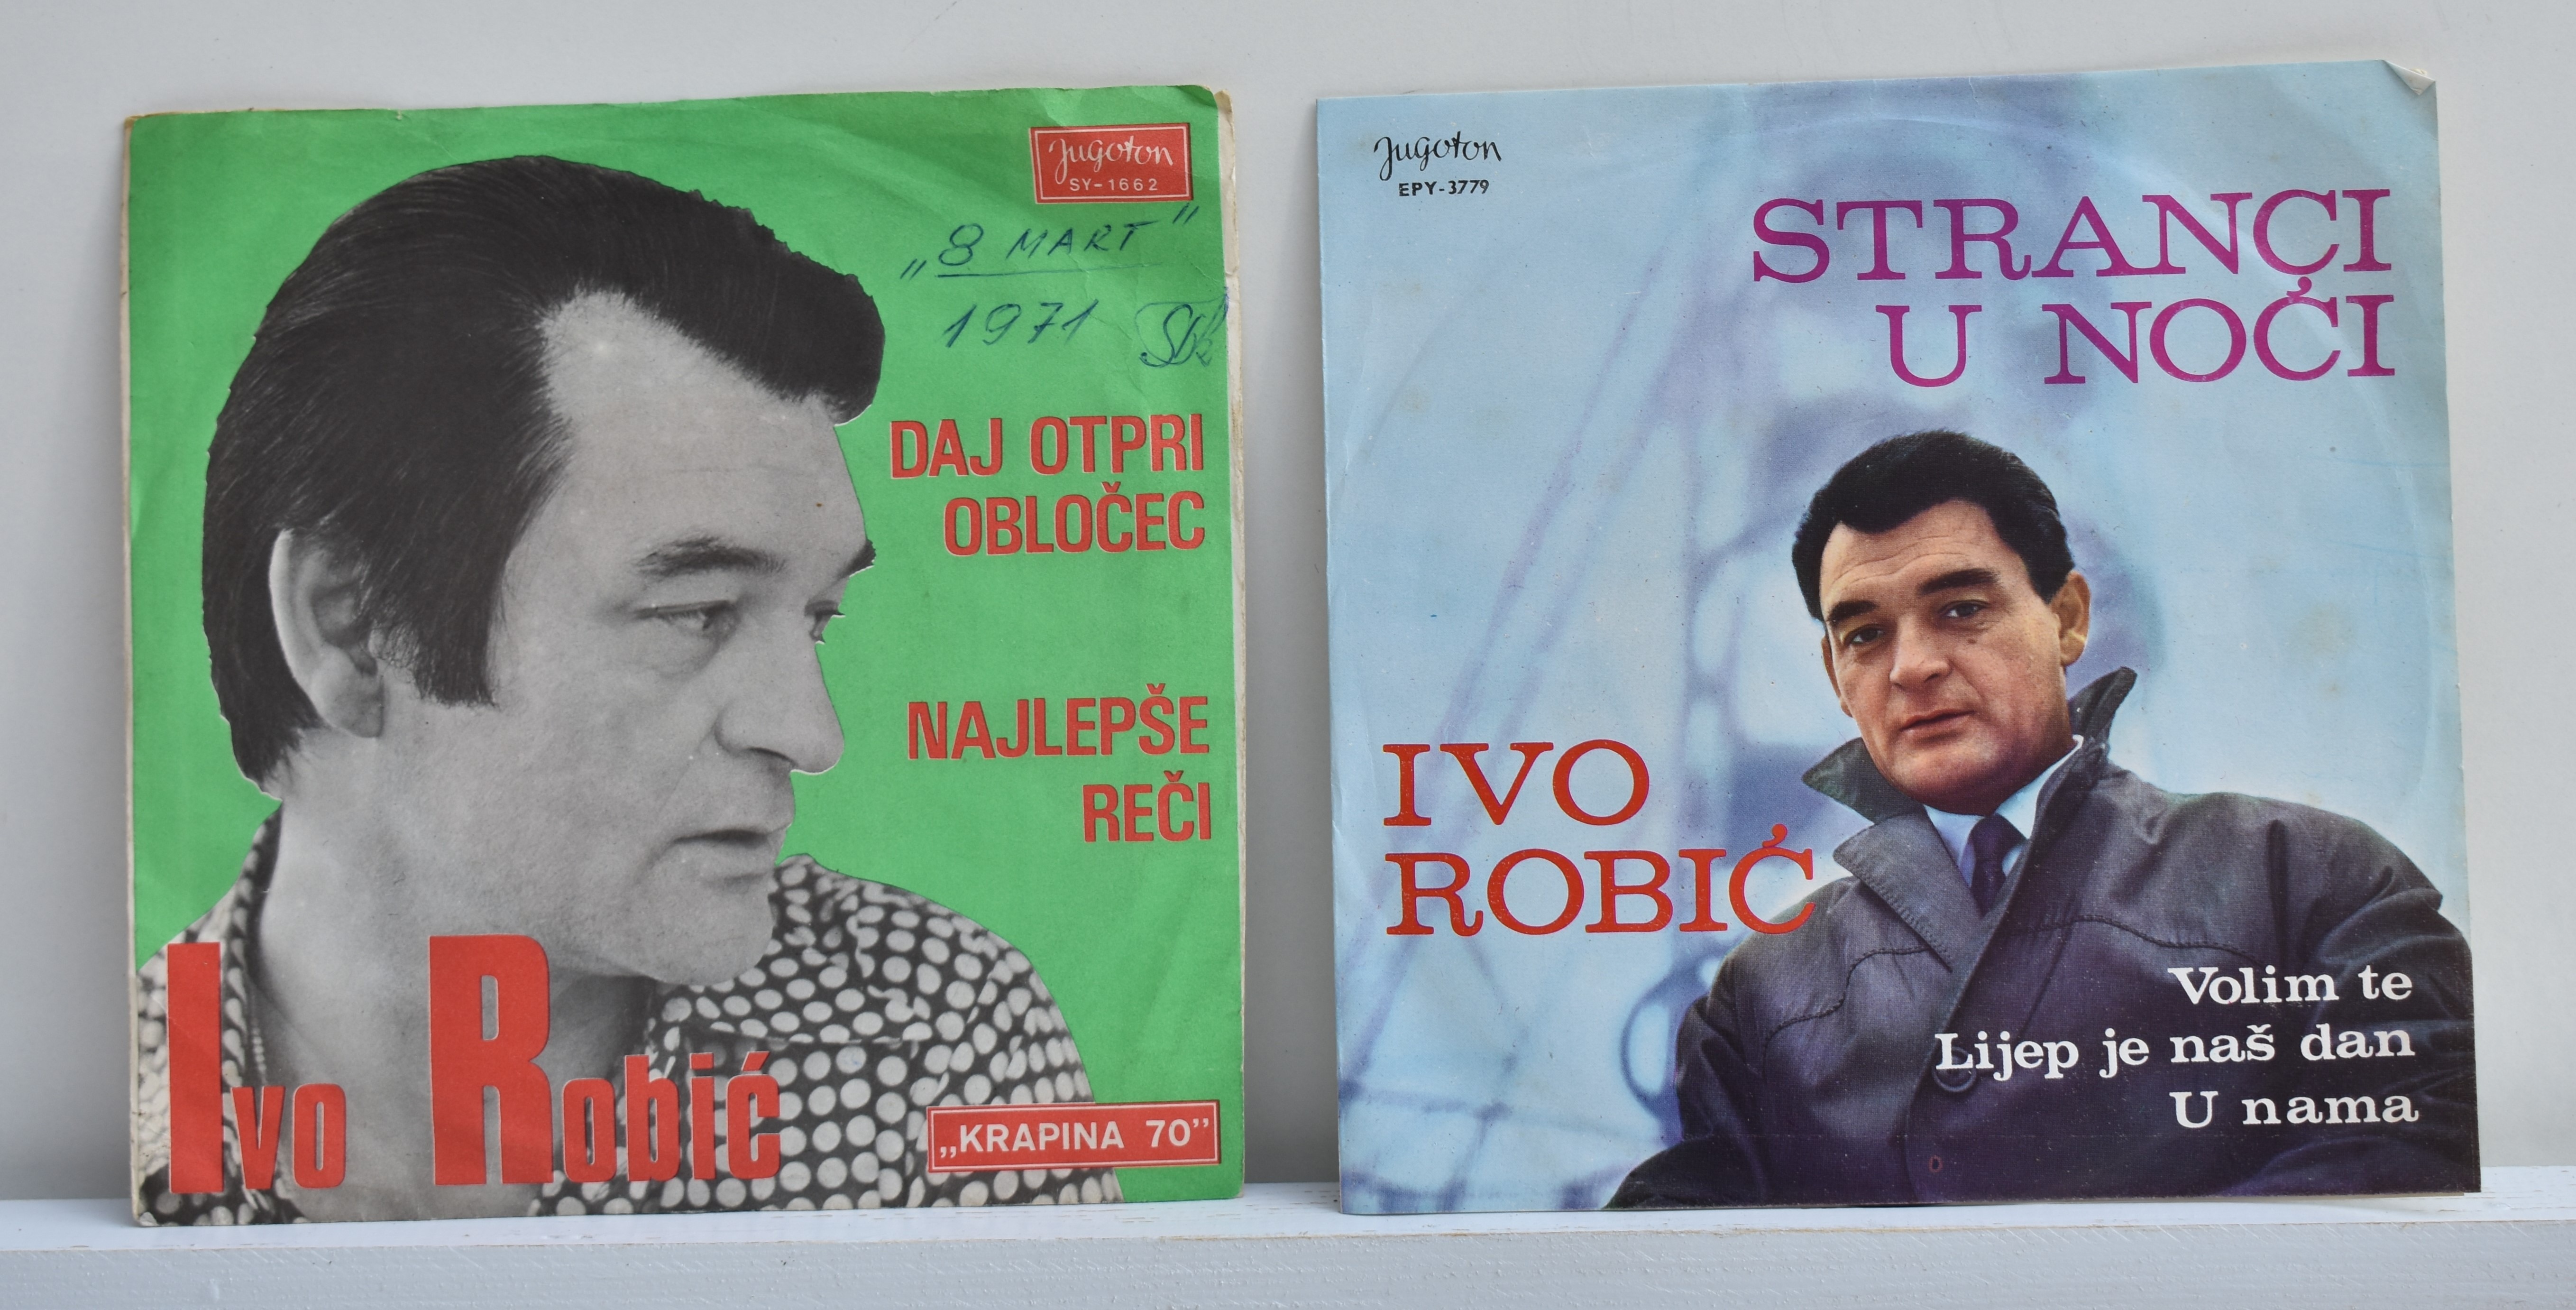 Jugoton
SY-1662
„8 MART"
1971
DAJ OTPRI
OBLOČEC
NAJLEPŠE
REČI
Ivo Robić
„KRAPINA 70”
Jugoton
EPY-3779
STRANCI
U NOĆI
IVO
ROBIĆ
Volim te
Lijep je naš dan
U nama